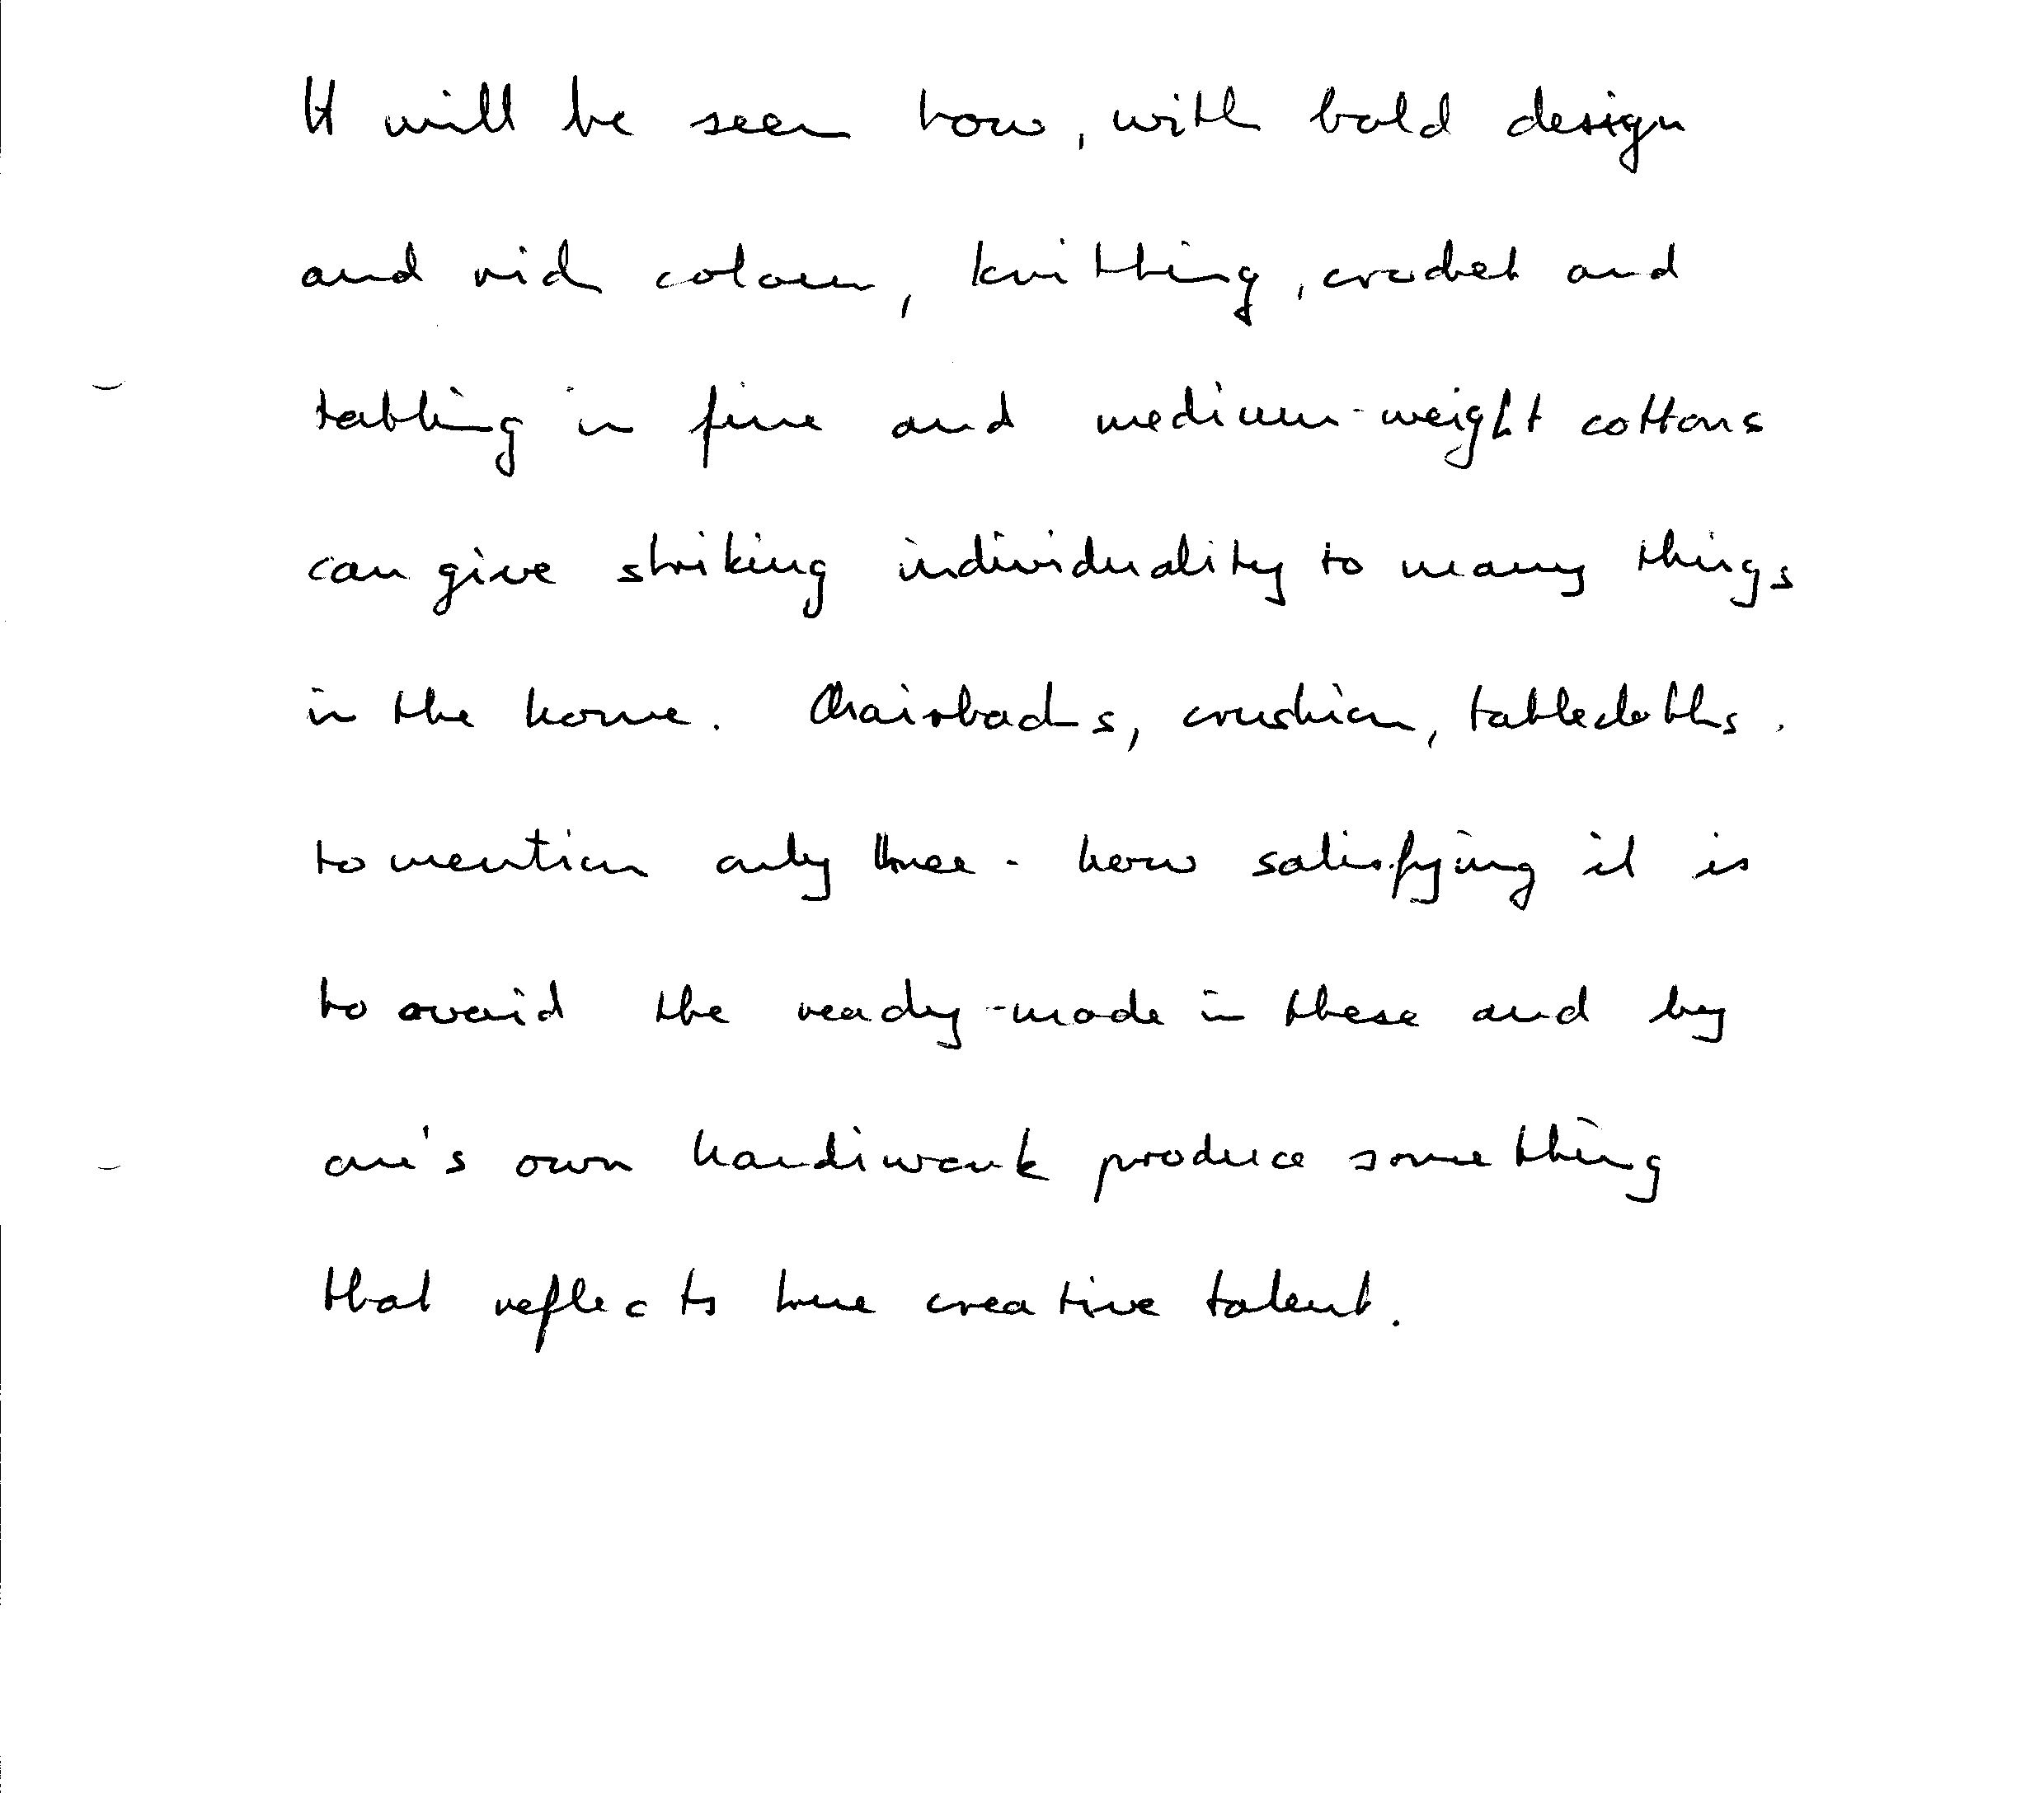 It will be seen how, with bold design
and rich colour, knitting, crochet and
tatting in fine and medium-weight cottons
can give striking individuality to many things
in the home. Chairbacks, crushion, tablecloths.
to mention only three - how satisfying it is
to avoid the ready-made in these and by
one's own handiwork produce something
that reflects true creative talent.